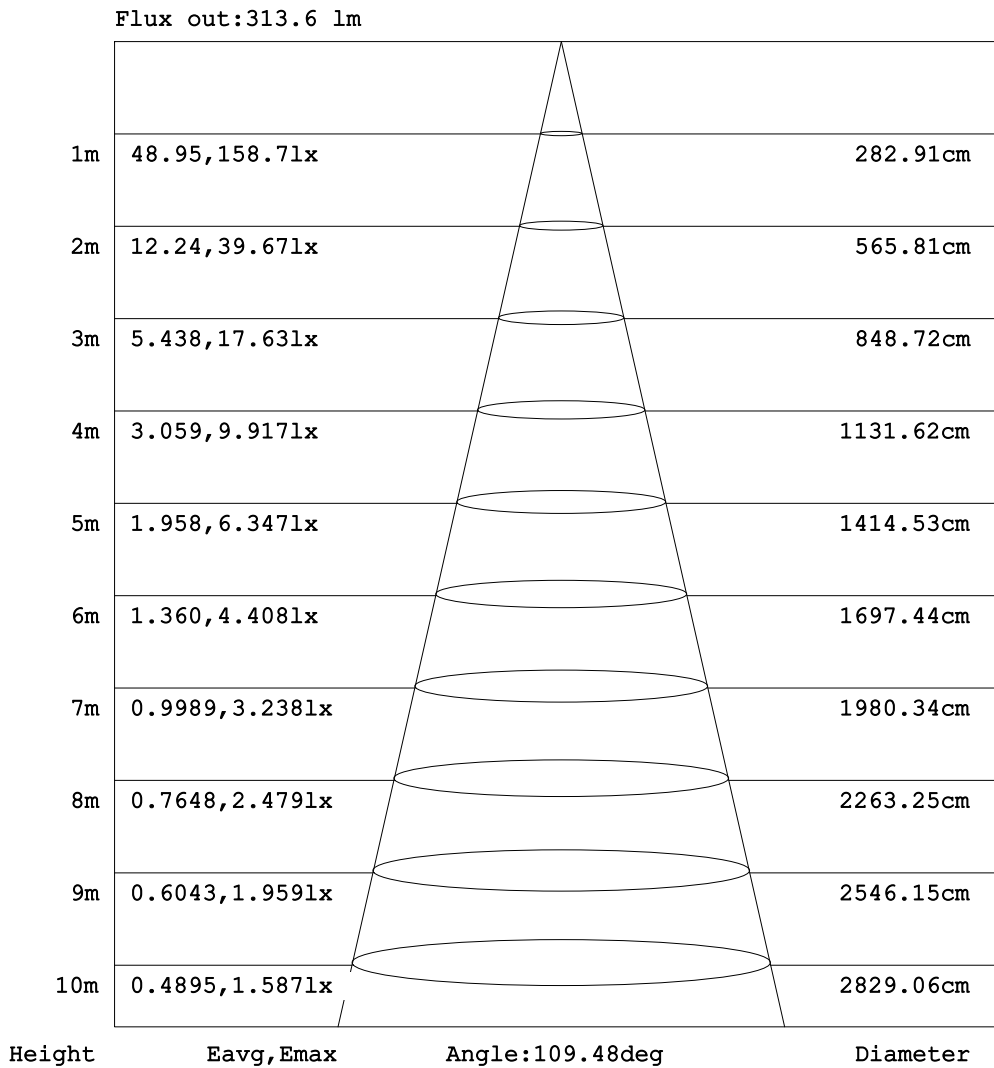 Flux out:313.6 lm
1m 48.95,158.7lx 282.91cm
2m 12.24,39.67lx 565.81cm
3m 5.438,17.63lx 848.72cm
4m 3.059,9.917lx 1131.62cm
5m 1.958,6.347lx 1414.53cm
6m 1.360,4.408lx 1697.44cm
7m 0.9989,3.238lx 1980.34cm
8m 0.7648,2.479lx 2263.25cm
9m 0.6043,1.959lx 2546.15cm
10m 0.4895,1.587lx 2829.06cm
Height Eavg,Emax Angle:109.48deg Diameter